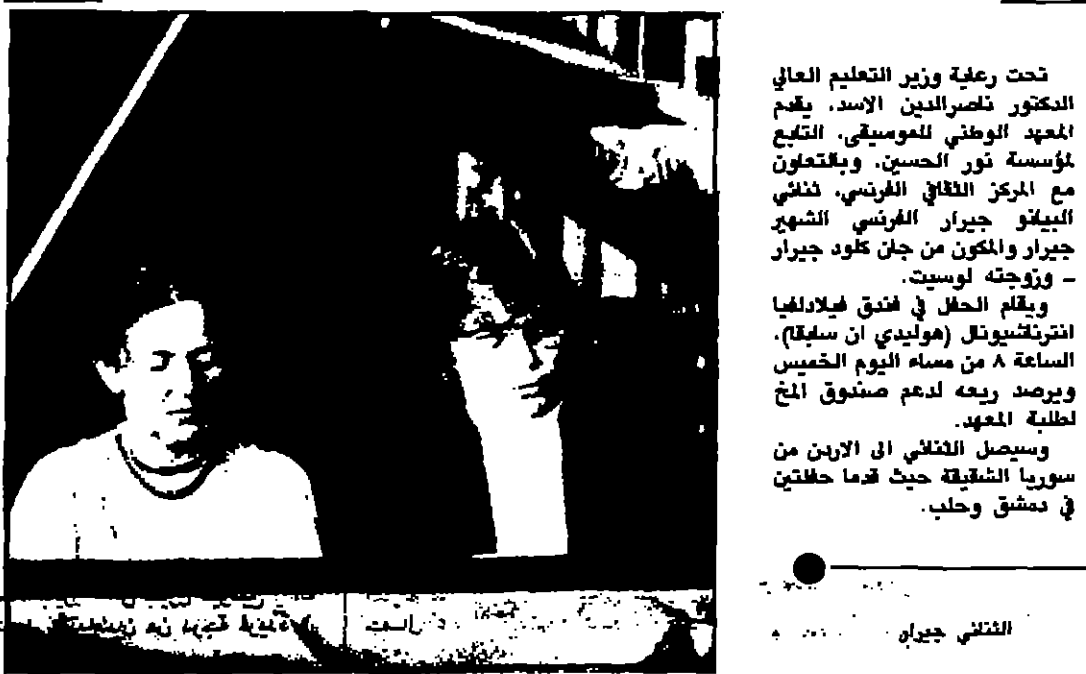 تحت رعاية وزير التعليم العالي
الدكتور ناصرالدين الاسد، يقدم
المعهد الوطني للموسيقى، التابع
لمؤسسة نور الحسين، وبالتعاون
مع المركز الثقافي الفرنسي، ثنائي
البيانو جيرار الفرنسي الشهير
جيرار والمكون من جان كلود جيرار
ـ وزوجته لوسيت.
ويقام الحفل في فندق فيلادلفيا
انترناشيونال (هوليدي ان سابقا)،
الساعة ٨ من مساء اليوم الخميس
ويرصد ريعه لدعم صندوق المخ
لطلبة المعهد.
وسيصل الثنائي الى الاردن من
سوريا الشقيقة حيث قدما حفلتين
في دمشق وحلب.
الثنائي جيرار